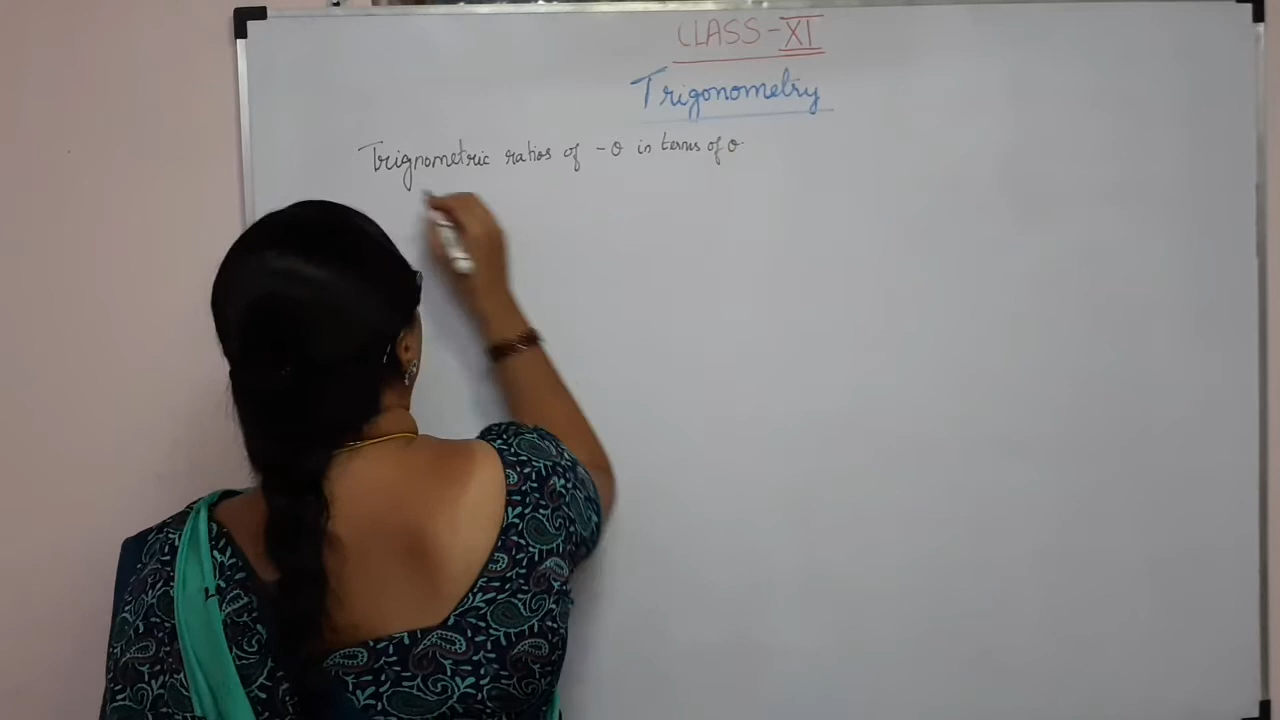 CLASS-XI
Trigonometry
Trignometric ratios of -θ in terms of θ